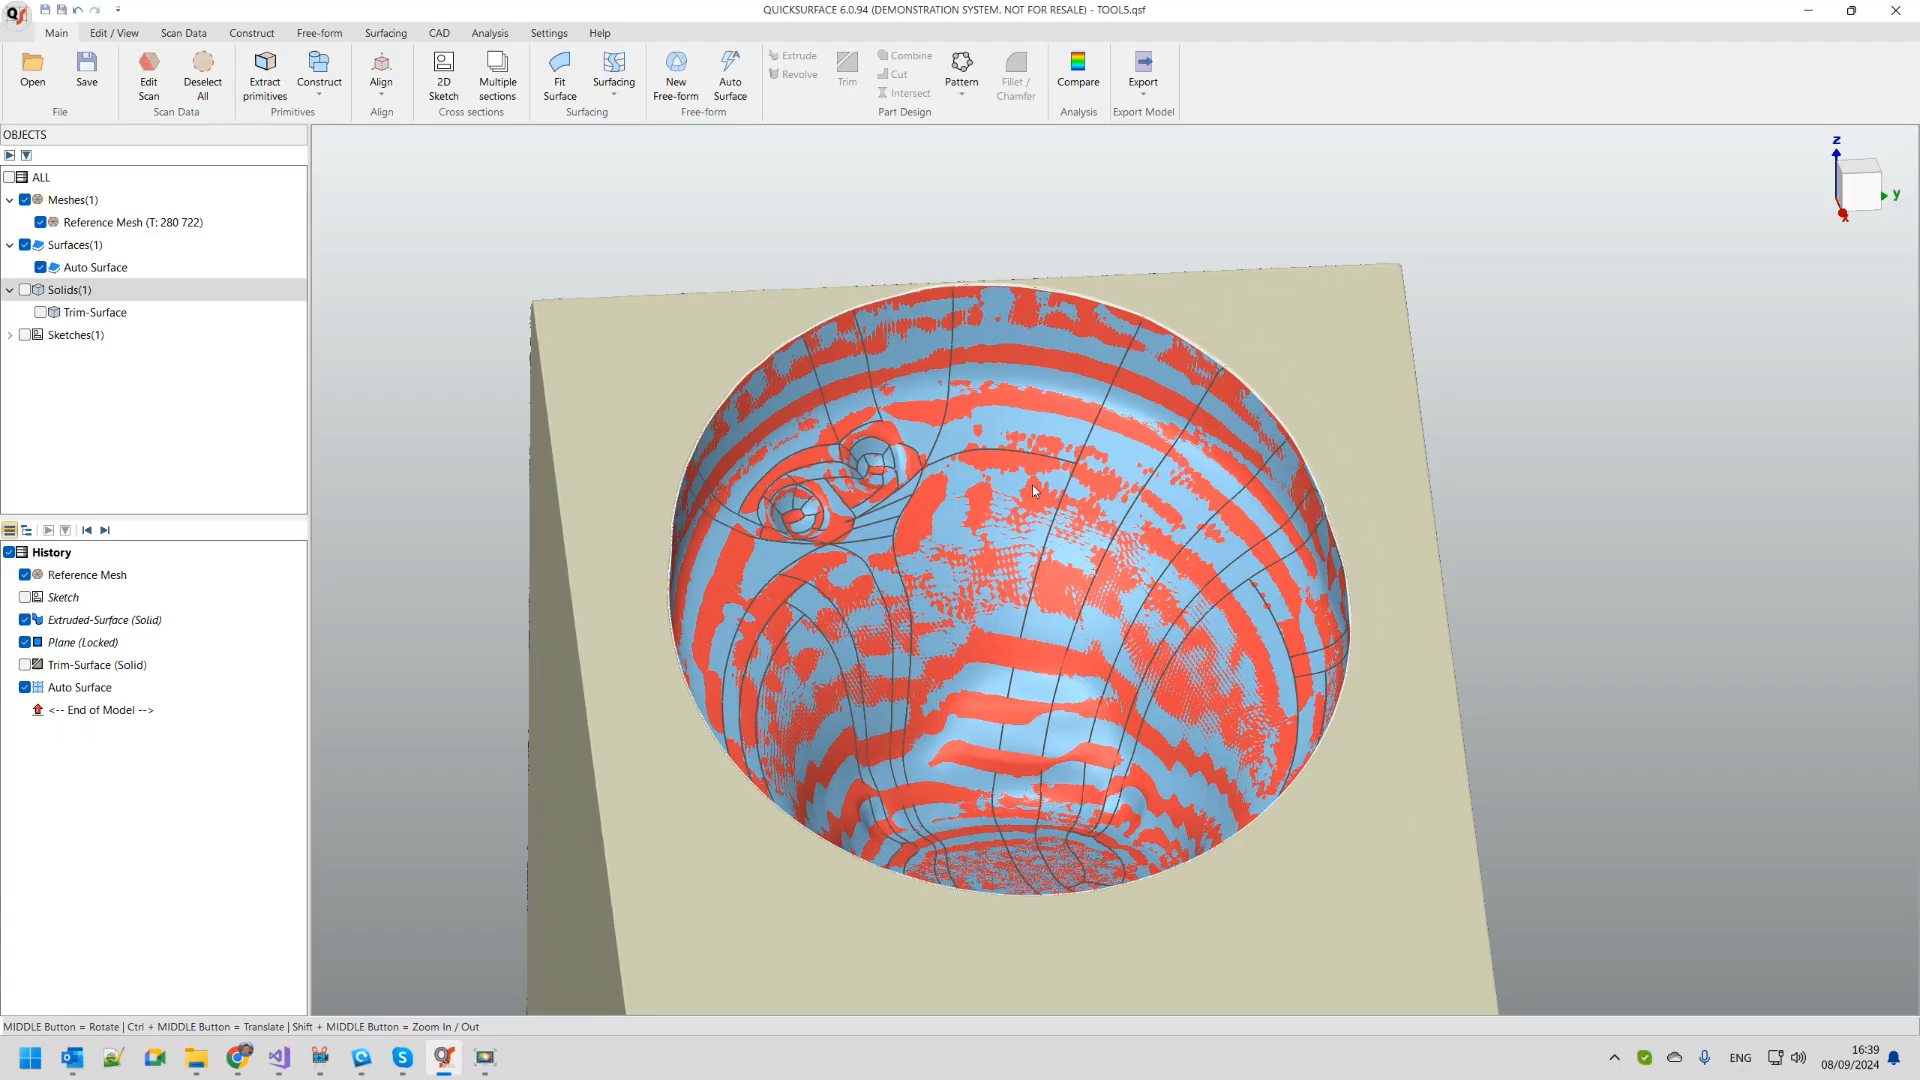 QUICKSURFACE 6.0.94 (DEMONSTRATION SYSTEM. NOT FOR RESALE) - TOOL5.qsf
Main Edit / View Scan Data Construct Free-form Surfacing CAD Analysis Settings Help
Open Save Edit Scan Deselect All Extract primitives Construct Align 2D Sketch Multiple sections Fit Surface Surfacing New Free-form Auto Surface Extrude Revolve Trim Combine Cut Intersect Pattern Fillet / Chamfer Compare Export
File Scan Data Primitives Align Cross sections Surfacing Free-form Part Design Analysis Export Model
OBJECTS
ALL
Meshes(1)
Reference Mesh (T: 280 722)
Surfaces(1)
Auto Surface
Solids(1)
Trim-Surface
Sketches(1)
z
y
x
History
Reference Mesh
Sketch
Extruded-Surface (Solid)
Plane (Locked)
Trim-Surface (Solid)
Auto Surface
<-- End of Model -->
MIDDLE Button = Rotate | Ctrl + MIDDLE Button = Translate | Shift + MIDDLE Button = Zoom In / Out
ENG
16:39
08/09/2024